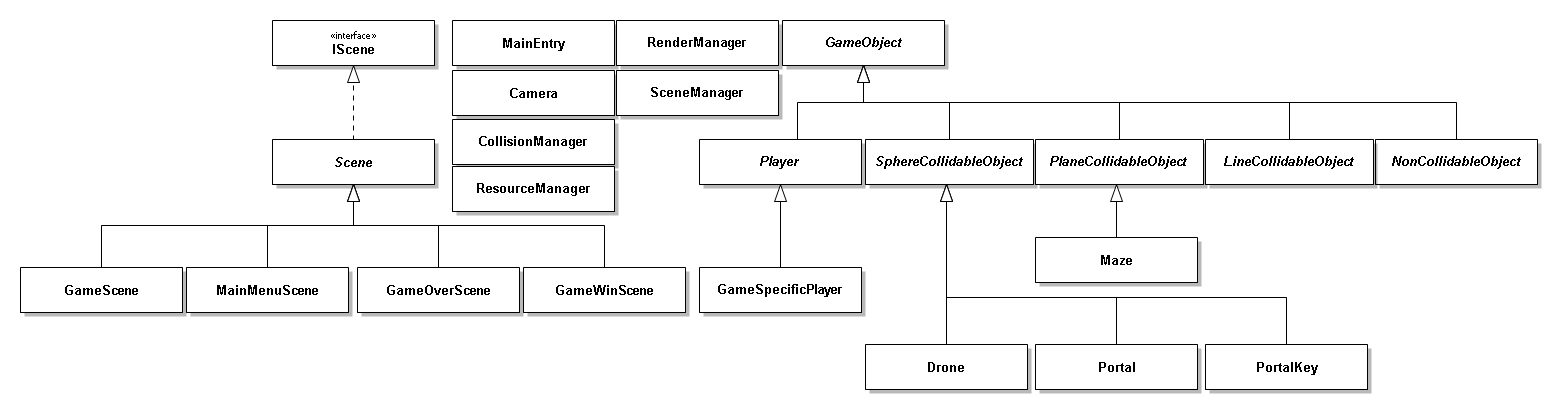 «interface»
IScene
MainEntry
RenderManager
GameObject
Camera
SceneManager
CollisionManager
Scene
Player
SphereCollidableObject
PlaneCollidableObject
LineCollidableObject
NonCollidableObject
ResourceManager
Maze
GameScene
MainMenuScene
GameOverScene
GameWinScene
GameSpecificPlayer
Drone
Portal
PortalKey